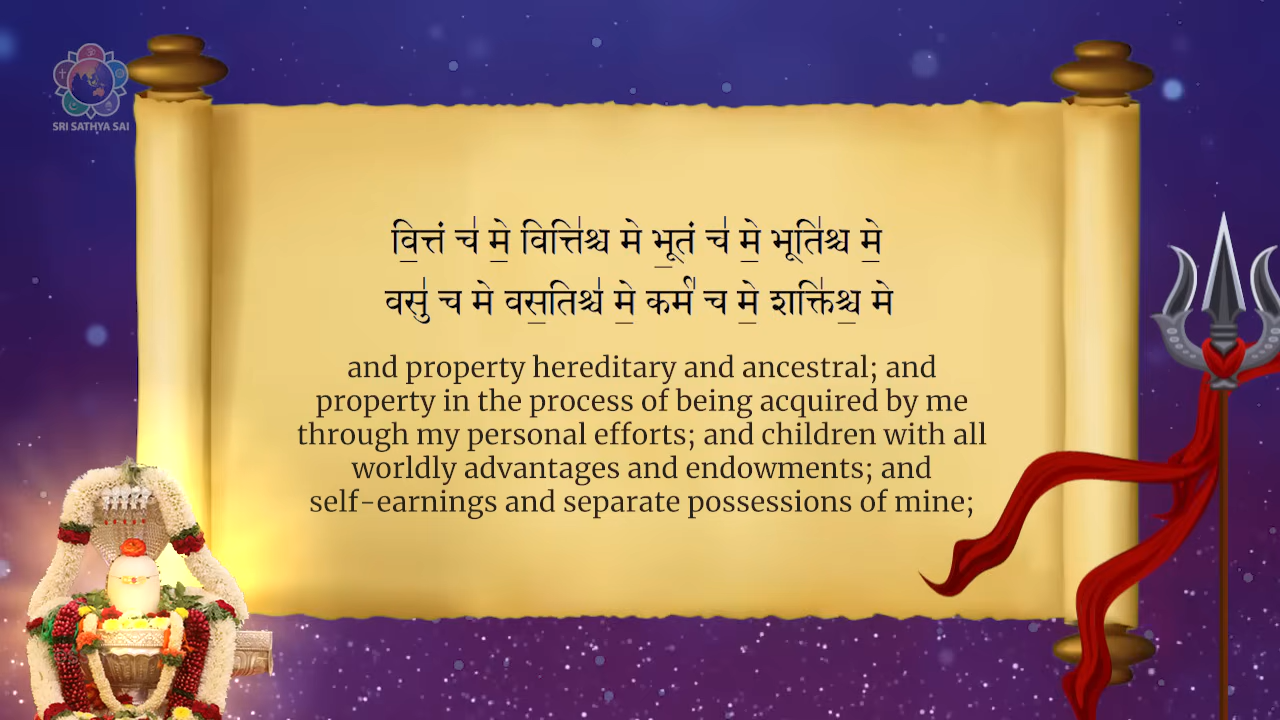 SRI SATHYA SAI
वि॒त्तं च॑ मे॒ वित्ति॑श्च मे भू॒तं च॑ मे॒ भूति॑श्च मे॒
वसु॑ च मे वस॒तिश्च॑ मे॒ कर्म॑ च मे॒ शक्ति॑श्च॒ मे
and property hereditary and ancestral; and
property in the process of being acquired by me
through my personal efforts; and children with all
worldly advantages and endowments; and
self-earnings and separate possessions of mine;